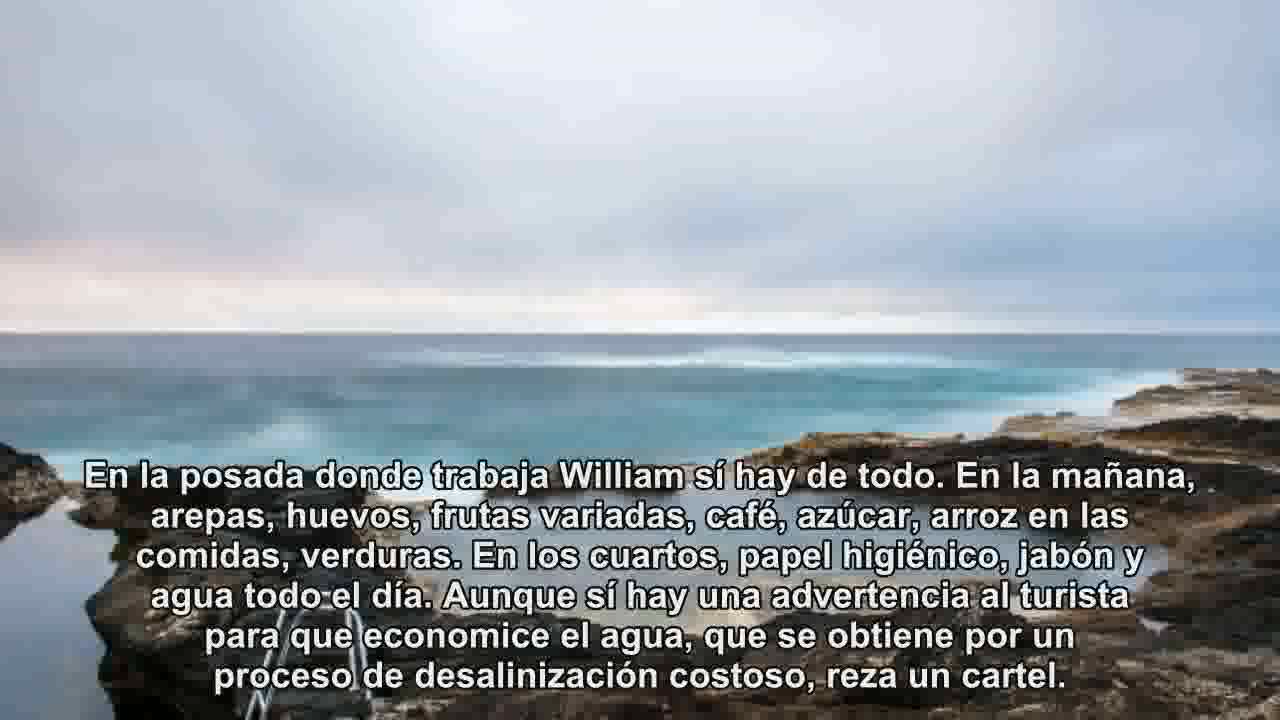 En la posada donde trabaja William sí hay de todo. En la mañana,
arepas, huevos, frutas variadas, café, azúcar, arroz en las
comidas, verduras. En los cuartos, papel higiénico, jabón y
agua todo el día. Aunque sí hay una advertencia al turista
para que economice el agua, que se obtiene por un
proceso de desalinización costoso, reza un cartel.